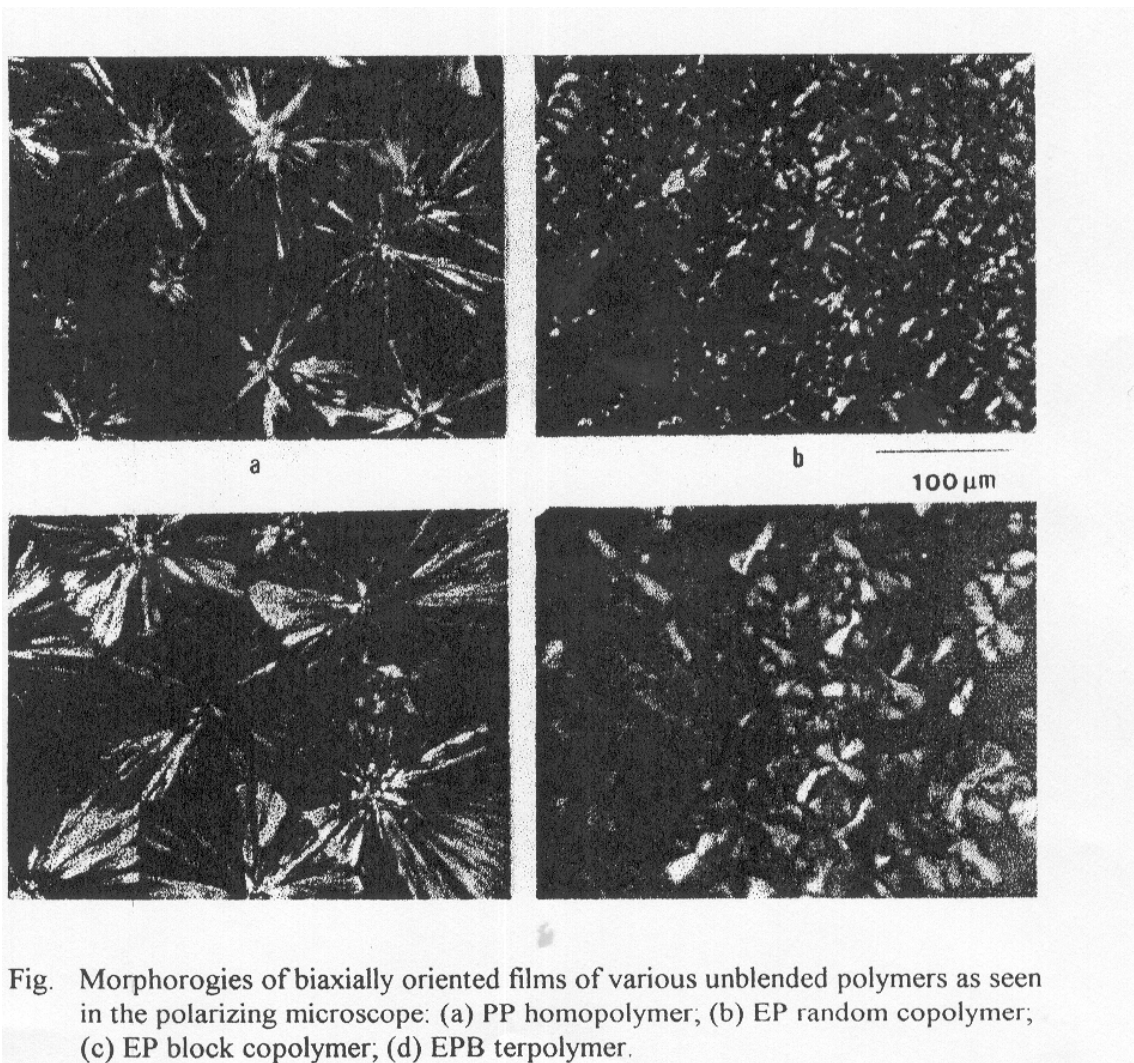 a
b
100 μm
Fig. Morphorogies of biaxially oriented films of various unblended polymers as seen
in the polarizing microscope: (a) PP homopolymer; (b) EP random copolymer;
(c) EP block copolymer; (d) EPB terpolymer.